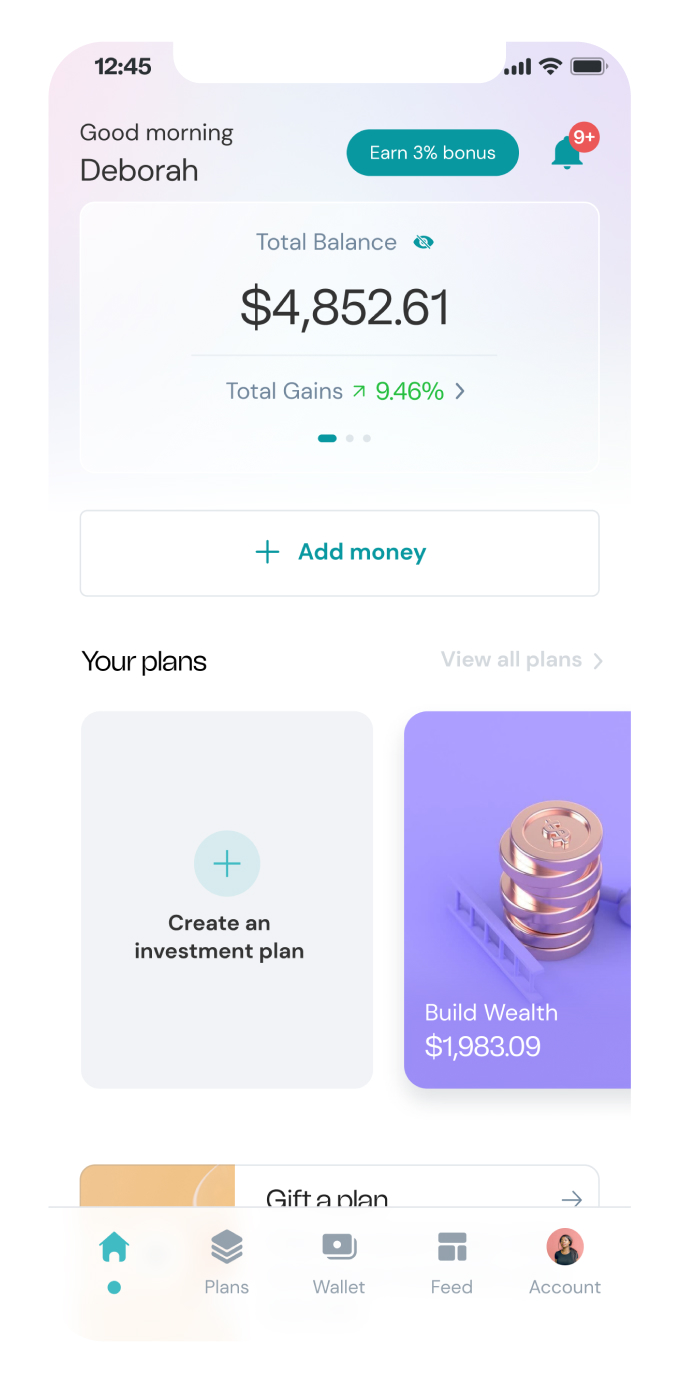 12:45
Good morning
Deborah
Earn 3% bonus
9+
Total Balance
$4,852.61
Total Gains 9.46%
Add money
Your plans
View all plans
Create an
investment plan
Build Wealth
$1,983.09
Gift a plan
Plans
Wallet
Feed
Account